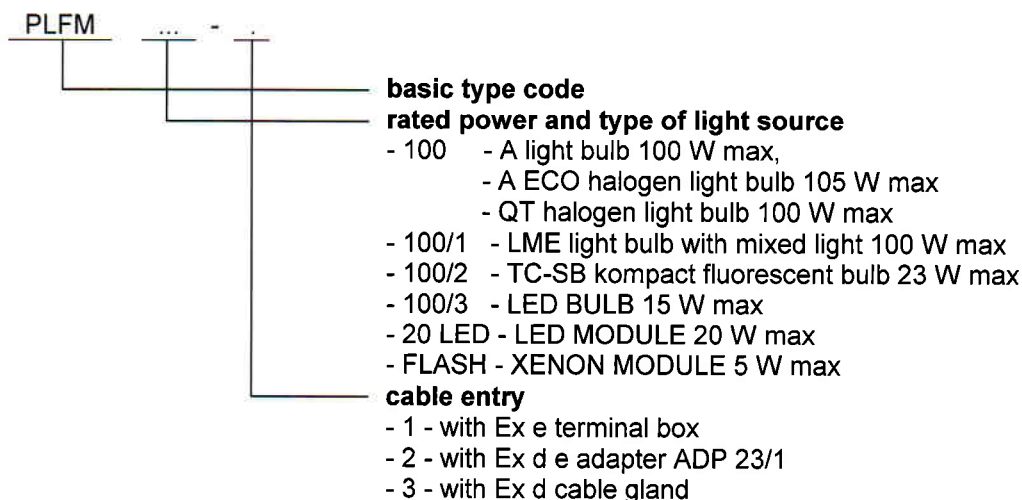 PLFM ... - .
basic type code
rated power and type of light source
- 100 - A light bulb 100 W max,
- A ECO halogen light bulb 105 W max
- QT halogen light bulb 100 W max
- 100/1 - LME light bulb with mixed light 100 W max
- 100/2 - TC-SB kompact fluorescent bulb 23 W max
- 100/3 - LED BULB 15 W max
- 20 LED - LED MODULE 20 W max
- FLASH - XENON MODULE 5 W max
cable entry
- 1 - with Ex e terminal box
- 2 - with Ex d e adapter ADP 23/1
- 3 - with Ex d cable gland